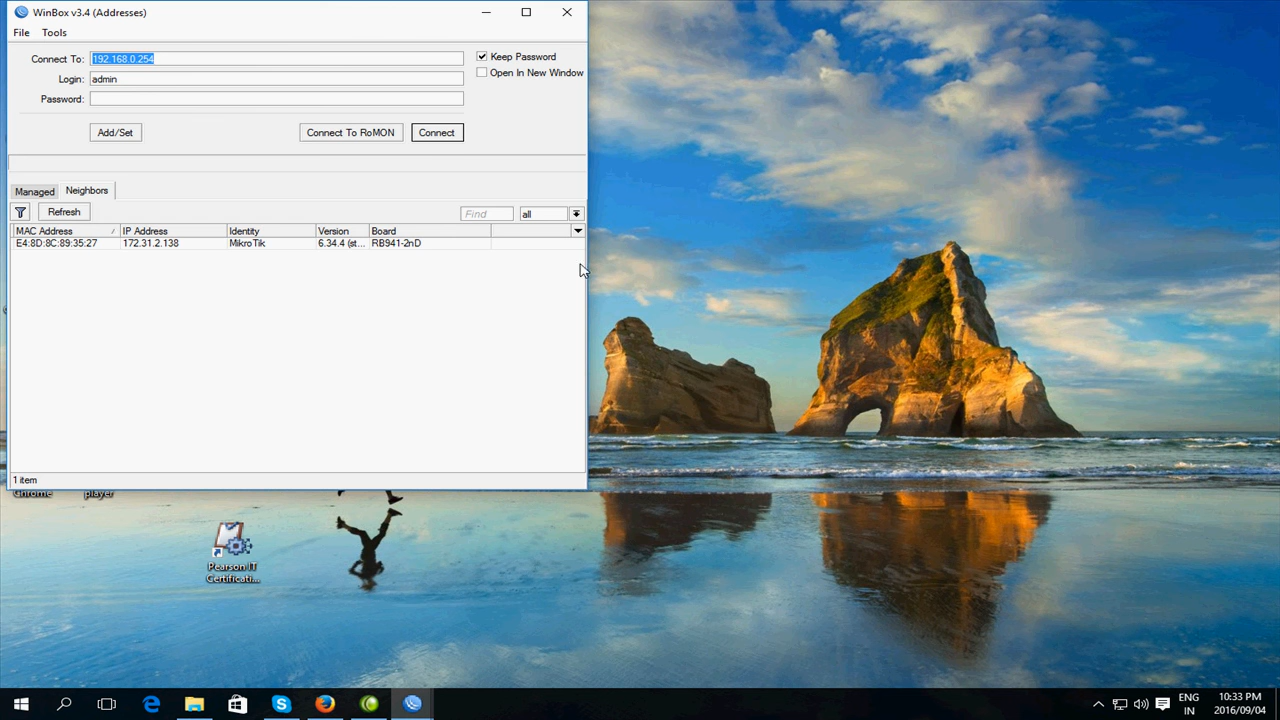 WinBox v3.4 (Addresses)
File Tools
Connect To: 192.168.0.254
Keep Password
Login: admin
Open In New Window
Password:
Add/Set Connect To RoMON Connect
Managed Neighbors
Refresh Find all
MAC Address / IP Address Identity Version Board
E4:8D:8C:89:35:27 172.31.2.138 MikroTik 6.34.4 (st... RB941-2nD
1 item
Chrome player
Pearson IT
Certificati...
ENG 10:33 PM
IN 2016/09/04